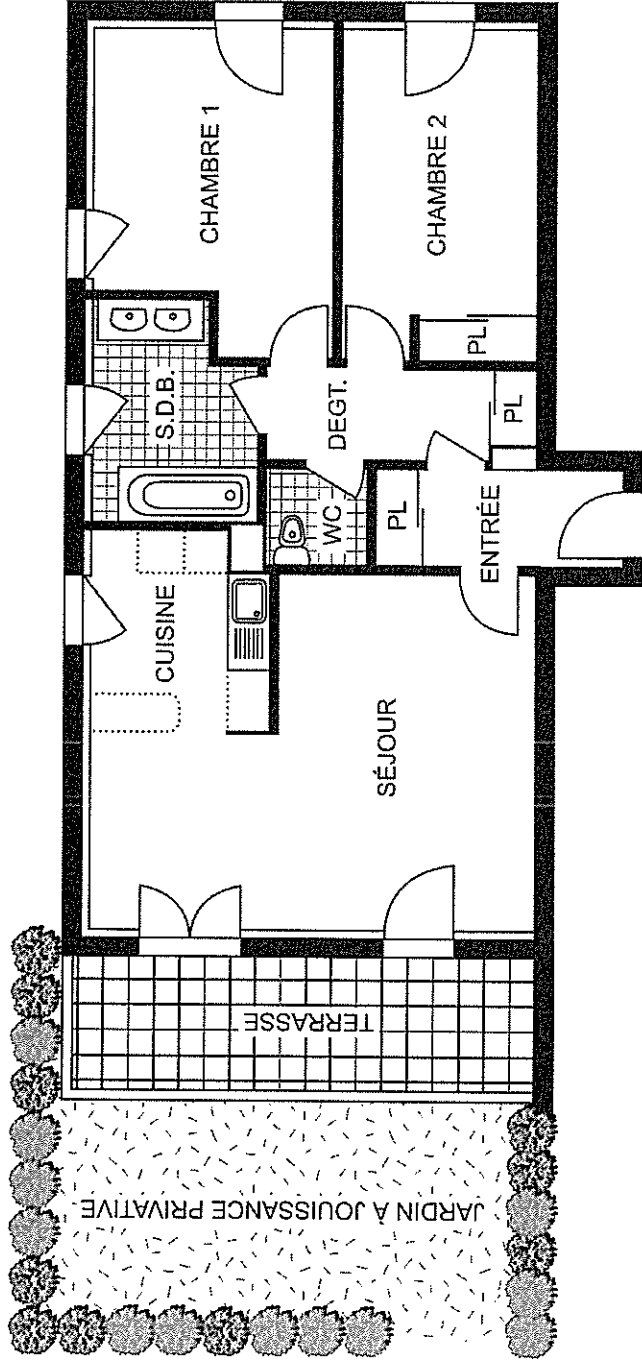 CHAMBRE 1
CHAMBRE 2
S.D.B.
PL
PL
DEGT.
WC
PL
ENTRÉE
CUISINE
SÉJOUR
TERRASSE
JARDIN À JOUISSANCE PRIVATIVE